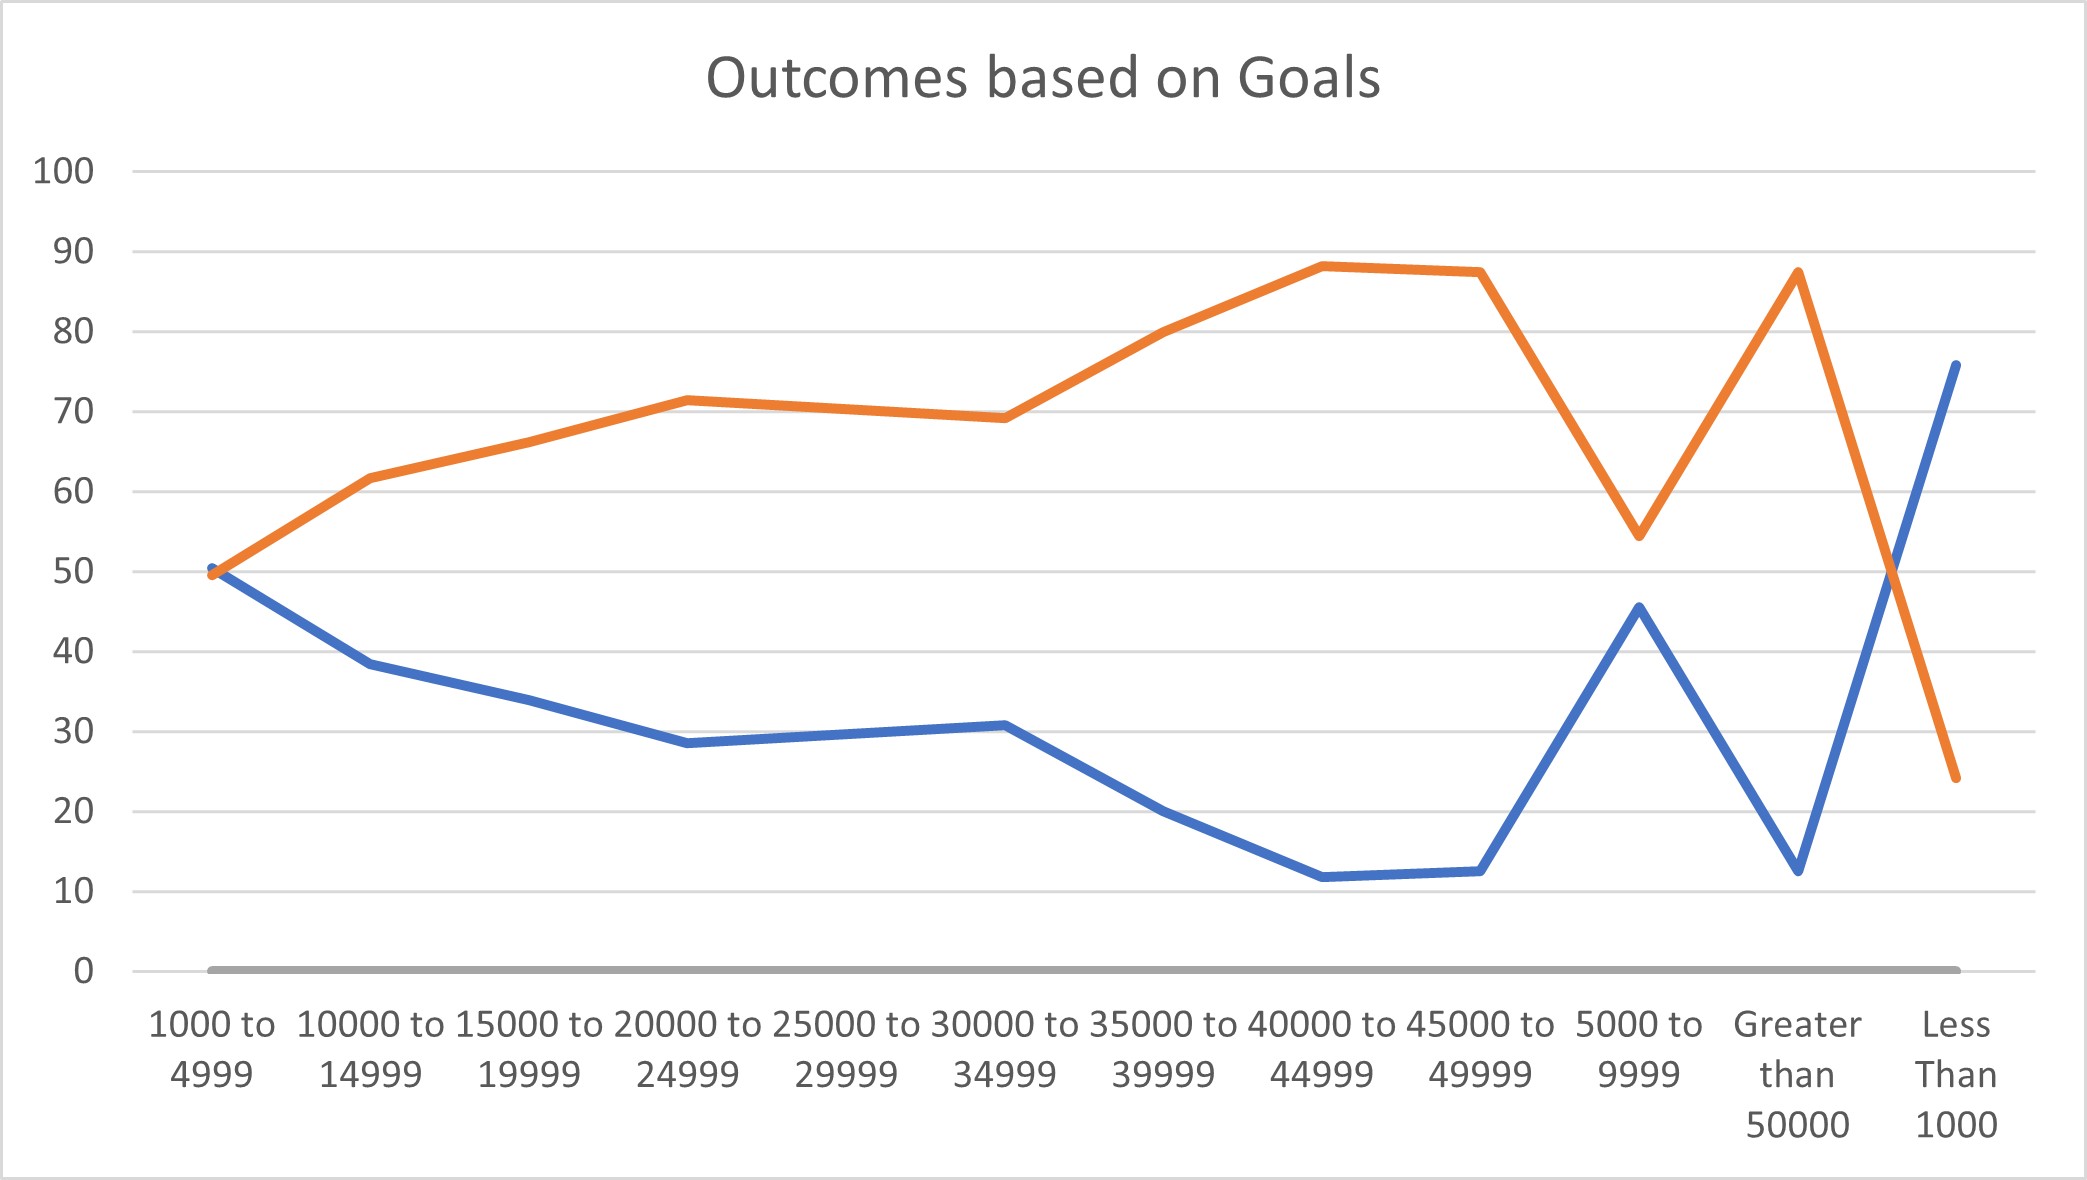 Outcomes based on Goals
100
90
80
70
60
50
40
30
20
10
0
1000 to
4999
10000 to
14999
15000 to
19999
20000 to
24999
25000 to
29999
30000 to
34999
35000 to
39999
40000 to
44999
45000 to
49999
5000 to
9999
Greater
than
50000
Less
Than
1000